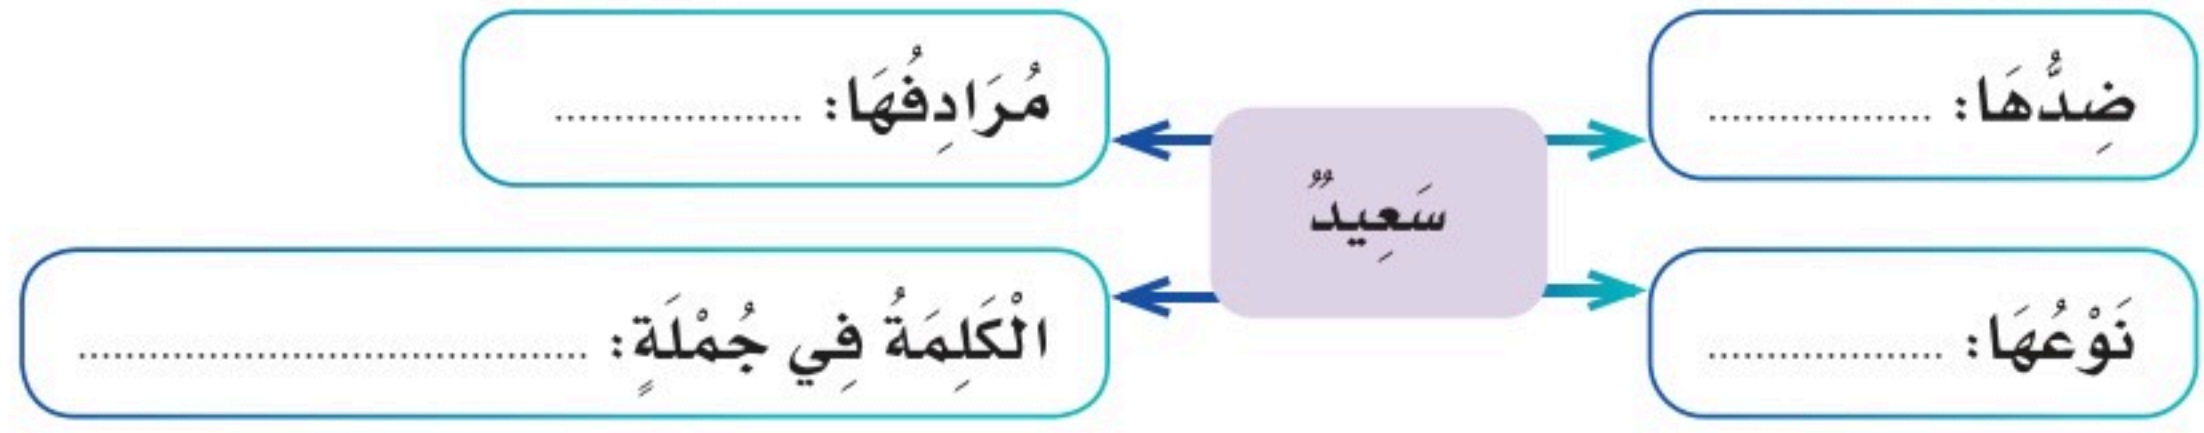 ضِدُّهَا: ...................
مُرَادِفُهَا: .....................
سَعِيدٌ
نَوْعُهَا: ....................
الْكَلِمَةُ فِي جُمْلَةٍ: ...........................................